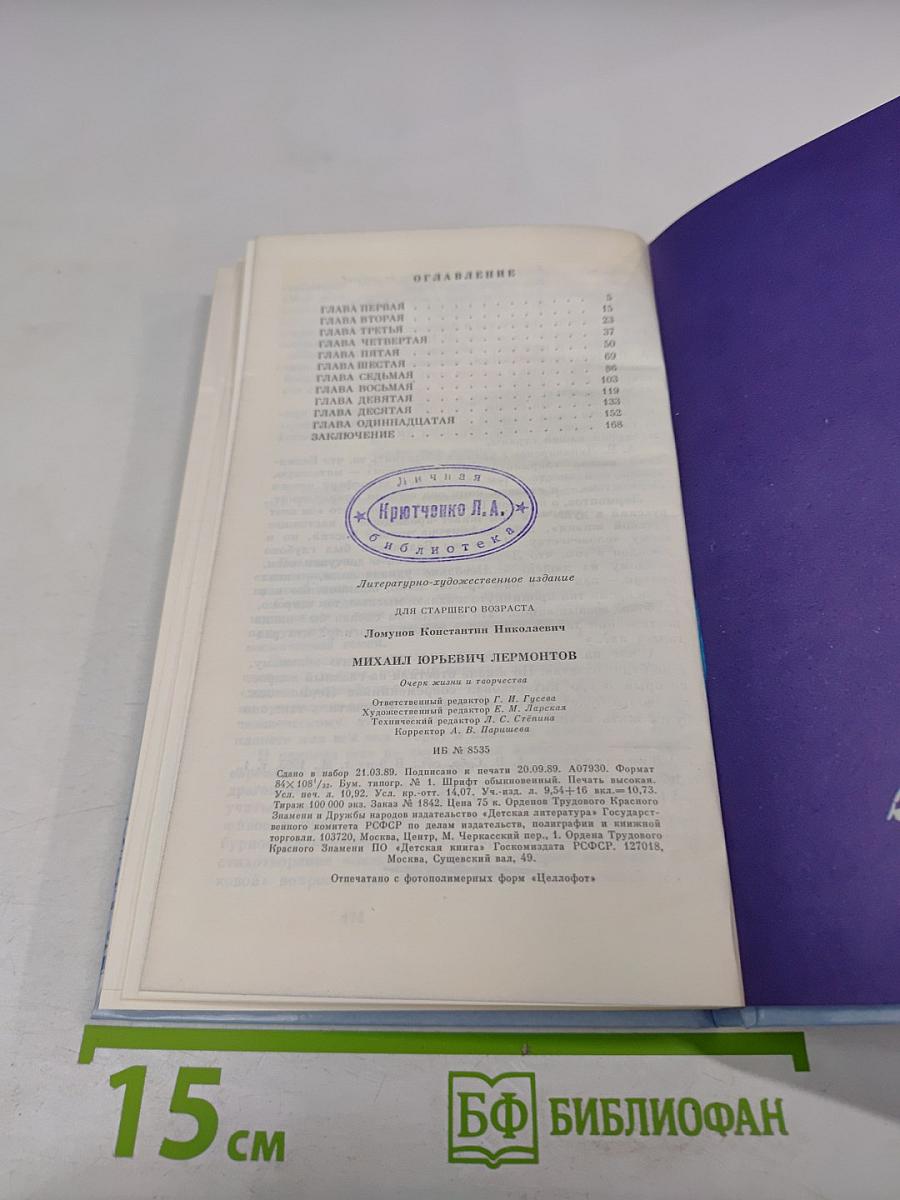 ОГЛАВЛЕНИЕ
ГЛАВА ПЕРВАЯ . . . . . . . . . . . 5
ГЛАВА ВТОРАЯ . . . . . . . . . . . 15
ГЛАВА ТРЕТЬЯ . . . . . . . . . . . 23
ГЛАВА ЧЕТВЕРТАЯ . . . . . . . . . . 37
ГЛАВА ПЯТАЯ . . . . . . . . . . . 50
ГЛАВА ШЕСТАЯ . . . . . . . . . . . 69
ГЛАВА СЕДЬМАЯ . . . . . . . . . . . 86
ГЛАВА ВОСЬМАЯ . . . . . . . . . . . 103
ГЛАВА ДЕВЯТАЯ . . . . . . . . . . . 119
ГЛАВА ДЕСЯТАЯ . . . . . . . . . . . 133
ГЛАВА ОДИННАДЦАТАЯ . . . . . . . . 152
ЗАКЛЮЧЕНИЕ . . . . . . . . . . . 168
Личная
Крютченко Л.А.
библиотека
Литературно-художественное издание
ДЛЯ СТАРШЕГО ВОЗРАСТА
Ломунов Константин Николаевич
МИХАИЛ ЮРЬЕВИЧ ЛЕРМОНТОВ
Очерк жизни и творчества
Ответственный редактор Г. И. Гусева
Художественный редактор Е. М. Ларская
Технический редактор Л. С. Стёпина
Корректор А. В. Паришева
ИБ № 8535
Сдано в набор 21.03.89. Подписано к печати 20.09.89. А07930. Формат
84×108¹/₃₂. Бум. типогр. № 1. Шрифт обыкновенный. Печать высокая.
Усл. печ. л. 10,92. Усл. кр.-отт. 14,07. Уч.-изд. л. 9,54+16 вкл.=10,73.
Тираж 100 000 экз. Заказ № 1842. Цена 75 к. Орденов Трудового Красного
Знамени и Дружбы народов издательство «Детская литература» Государст-
венного комитета РСФСР по делам издательств, полиграфии и книжной
торговли. 103720, Москва, Центр, М. Черкасский пер., 1. Ордена Трудового
Красного Знамени ПО «Детская книга» Госкомиздата РСФСР. 127018,
Москва, Сущевский вал, 49.
Отпечатано с фотополимерных форм «Целлофот»
15 см
БФ БИБЛИОФАН